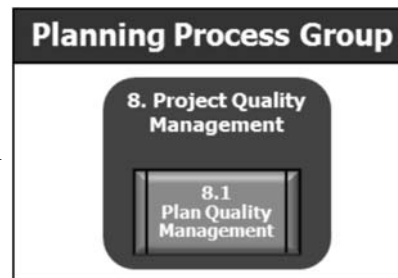 Planning Process Group
8. Project Quality
Management
8.1
Plan Quality
Management